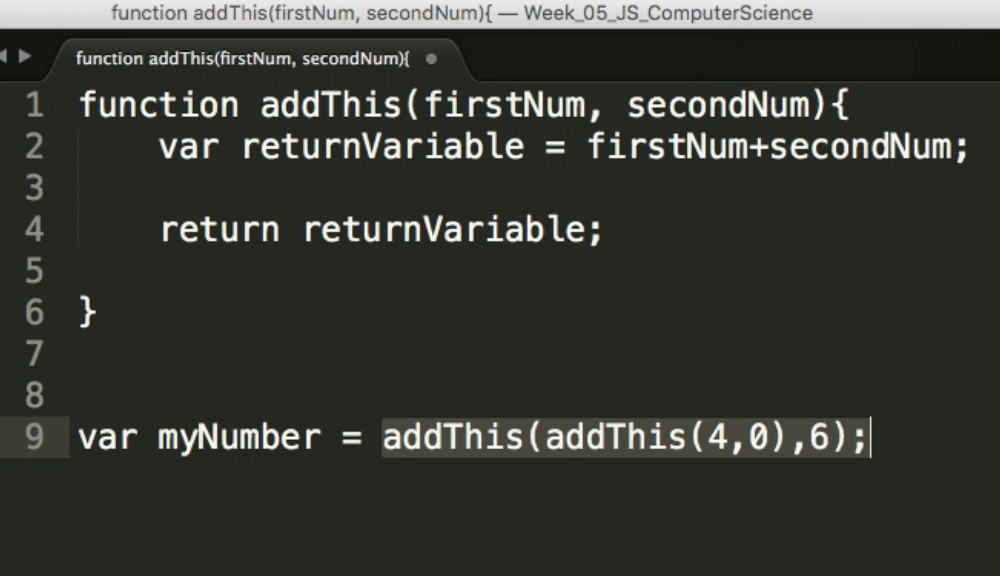 function addThis(firstNum, secondNum){ — Week_05_JS_ComputerScience
function addThis(firstNum, secondNum){
1 function addThis(firstNum, secondNum){
2 var returnVariable = firstNum+secondNum;
3
4 return returnVariable;
5
6 }
7
8
9 var myNumber = addThis(addThis(4,0),6);